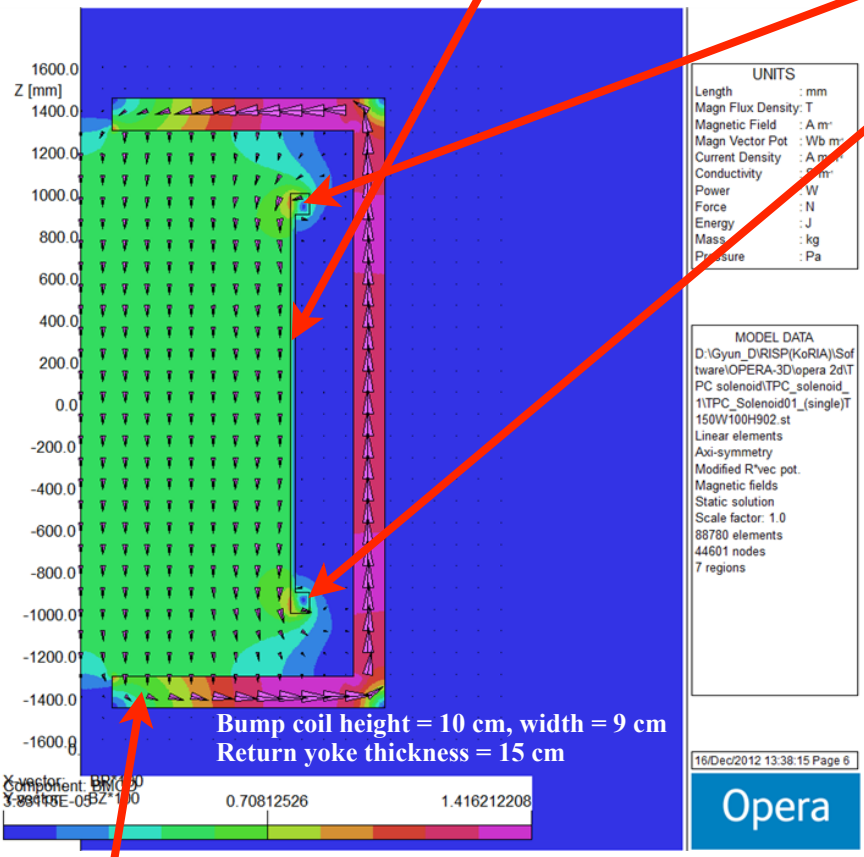 1600.0
Z [mm]
1400.0
1200.0
1000.0
800.0
600.0
400.0
200.0
0.0
-200.0
-400.0
-600.0
-800.0
-1000.0
-1200.0
-1400.0
-1600.0
Bump coil height = 10 cm, width = 9 cm
Return yoke thickness = 15 cm
Component: BMOD
0.70812526
1.416212208
UNITS
Length : mm
Magn Flux Density: T
Magnetic Field : A m⁻¹
Magn Vector Pot : Wb m⁻¹
Current Density : A
Conductivity
Power : W
Force : N
Energy : J
Mass : kg
Pressure : Pa
MODEL DATA
D:\Gyun_D\RISP(KoRIA)\Sof
tware\OPERA-3D\opera 2d\T
PC solenoid\TPC_solenoid_
1\TPC_Solenoid01_(single)T
150W100H902.st
Linear elements
Axi-symmetry
Modified R*vec pot.
Magnetic fields
Static solution
Scale factor: 1.0
88780 elements
44601 nodes
7 regions
16/Dec/2012 13:38:15 Page 6
Opera